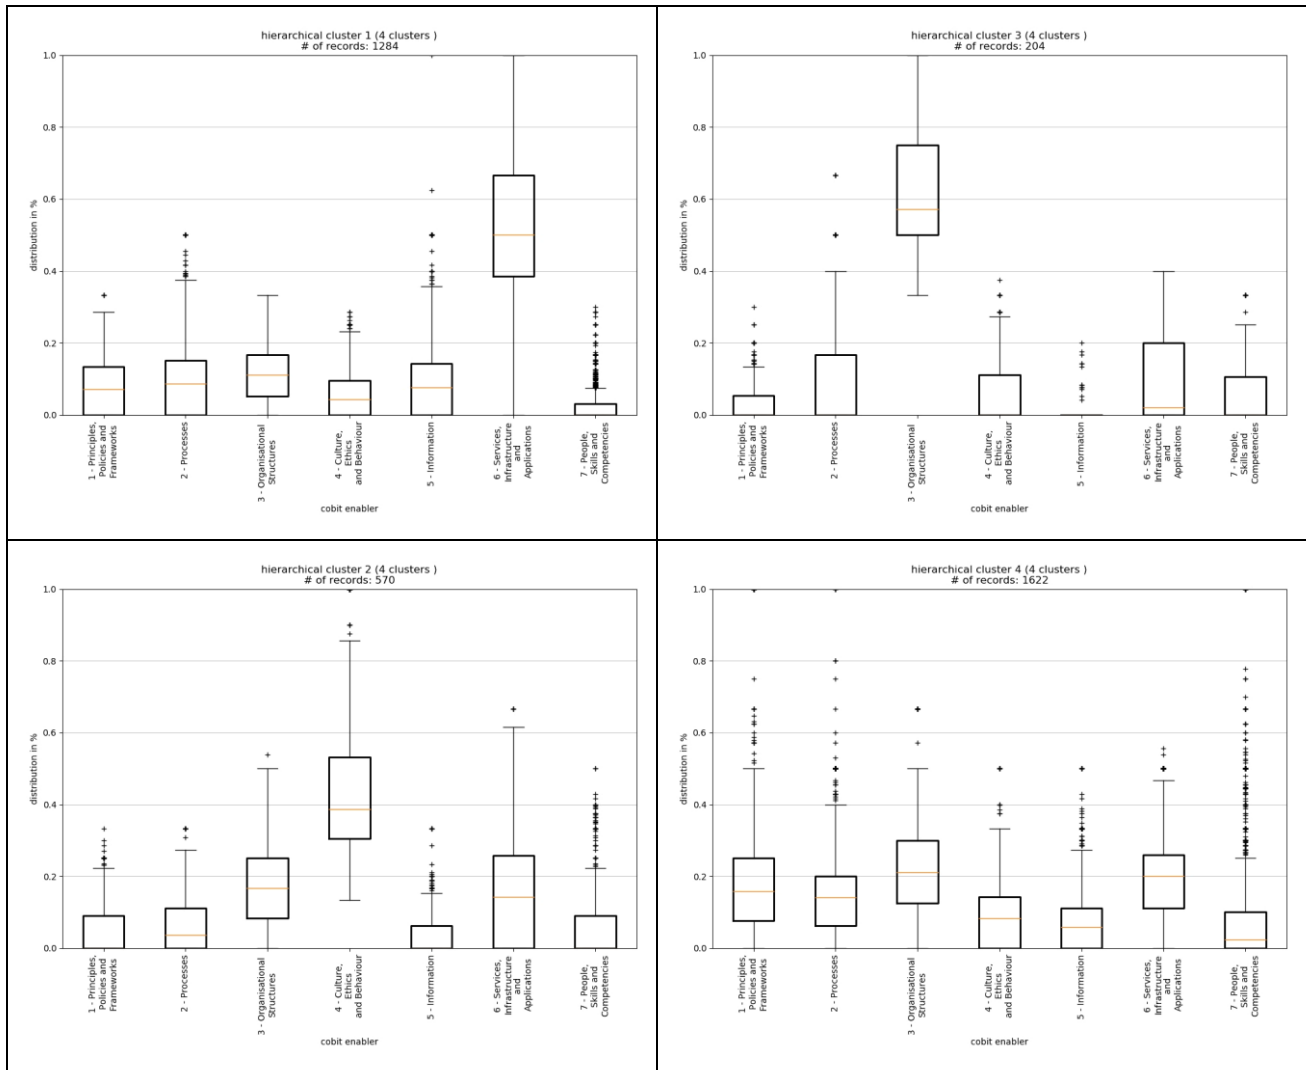 hierarchical cluster 1 (4 clusters )
# of records: 1284
1.0
0.8
0.6
0.4
0.2
0.0
distribution in %
1 - Principles,
Policies and
Frameworks
2 - Processes
3 - Organisational
Structures
4 - Culture,
Ethics
and Behaviour
5 - Information
6 - Services,
Infrastructure
and
Applications
7 - People,
Skills and
Competencies
cobit enabler
hierarchical cluster 3 (4 clusters )
# of records: 204
1.0
0.8
0.6
0.4
0.2
0.0
distribution in %
1 - Principles,
Policies and
Frameworks
2 - Processes
3 - Organisational
Structures
4 - Culture,
Ethics
and Behaviour
5 - Information
6 - Services,
Infrastructure
and
Applications
7 - People,
Skills and
Competencies
cobit enabler
hierarchical cluster 2 (4 clusters )
# of records: 570
1.0
0.8
0.6
0.4
0.2
0.0
distribution in %
1 - Principles,
Policies and
Frameworks
2 - Processes
3 - Organisational
Structures
4 - Culture,
Ethics
and Behaviour
5 - Information
6 - Services,
Infrastructure
and
Applications
7 - People,
Skills and
Competencies
cobit enabler
hierarchical cluster 4 (4 clusters )
# of records: 1622
1.0
0.8
0.6
0.4
0.2
0.0
distribution in %
1 - Principles,
Policies and
Frameworks
2 - Processes
3 - Organisational
Structures
4 - Culture,
Ethics
and Behaviour
5 - Information
6 - Services,
Infrastructure
and
Applications
7 - People,
Skills and
Competencies
cobit enabler